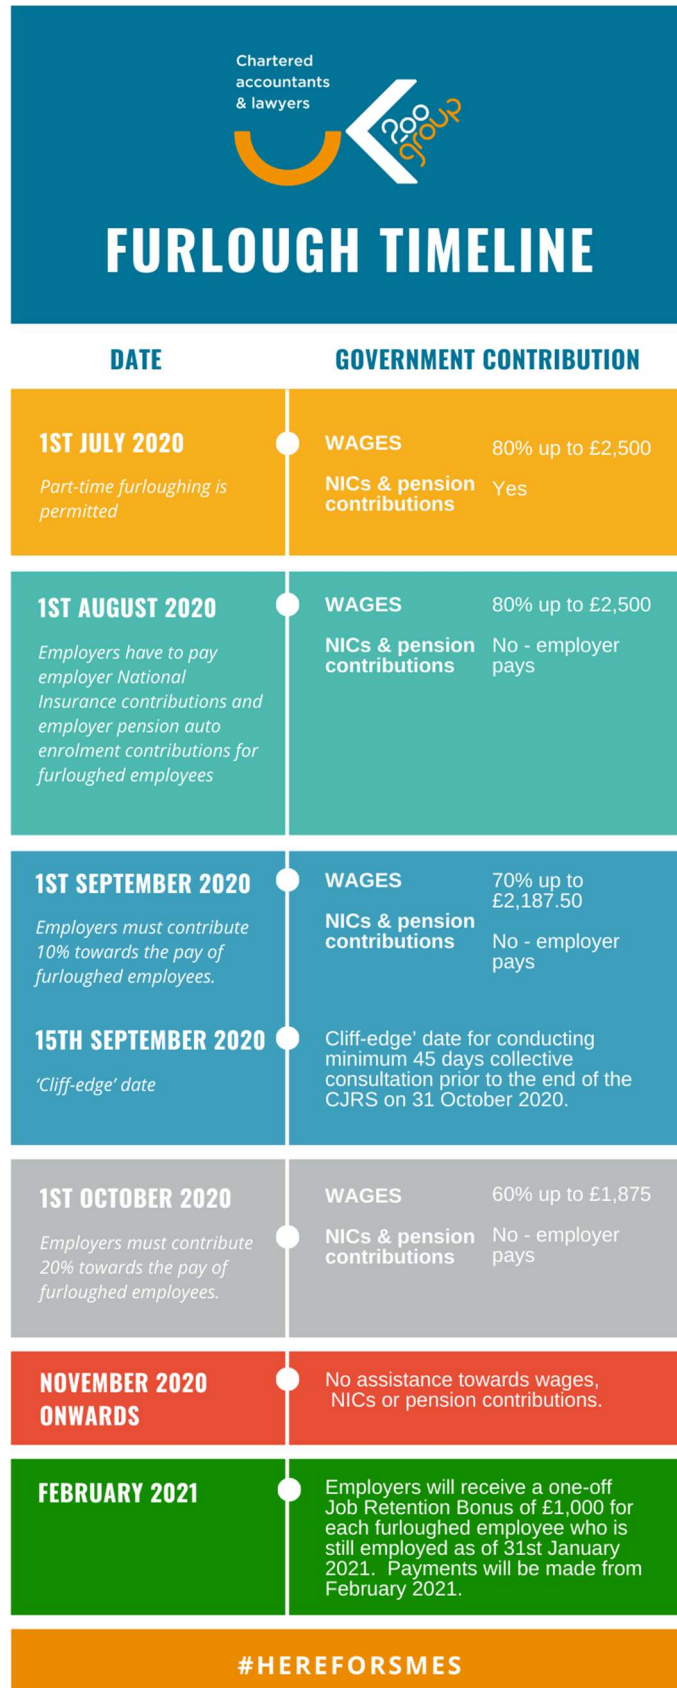 Chartered
accountants
& lawyers
UK
200
group
FURLOUGH TIMELINE
DATE
GOVERNMENT CONTRIBUTION
1ST JULY 2020
Part-time furloughing is
permitted
WAGES
80% up to £2,500
NICs & pension
contributions
Yes
1ST AUGUST 2020
Employers have to pay
employer National
Insurance contributions and
employer pension auto
enrolment contributions for
furloughed employees
WAGES
80% up to £2,500
NICs & pension
contributions
No - employer
pays
1ST SEPTEMBER 2020
Employers must contribute
10% towards the pay of
furloughed employees.
WAGES
70% up to
£2,187.50
NICs & pension
contributions
No - employer
pays
15TH SEPTEMBER 2020
‘Cliff-edge’ date
Cliff-edge’ date for conducting
minimum 45 days collective
consultation prior to the end of the
CJRS on 31 October 2020.
1ST OCTOBER 2020
Employers must contribute
20% towards the pay of
furloughed employees.
WAGES
60% up to £1,875
NICs & pension
contributions
No - employer
pays
NOVEMBER 2020
ONWARDS
No assistance towards wages,
NICs or pension contributions.
FEBRUARY 2021
Employers will receive a one-off
Job Retention Bonus of £1,000 for
each furloughed employee who is
still employed as of 31st January
2021. Payments will be made from
February 2021.
#HEREFORSMES